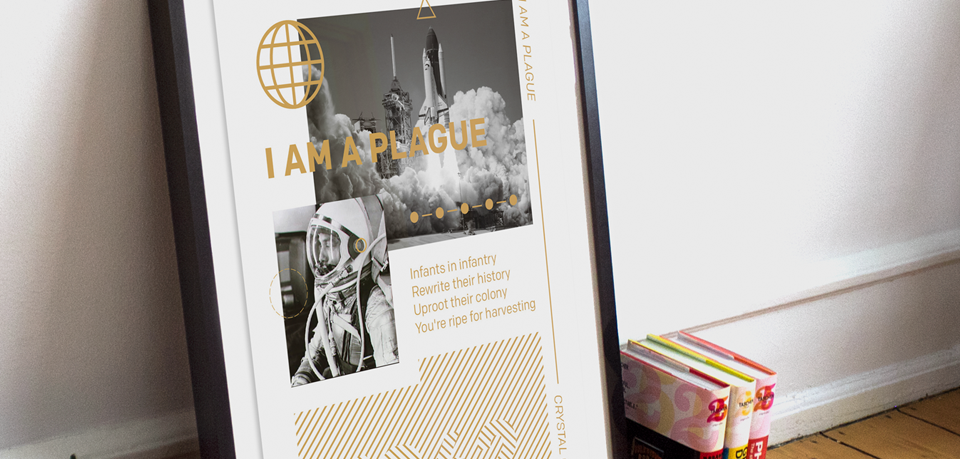 I AM A PLAGUE
I AM A PLAGUE
Infants in infantry
Rewrite their history
Uproot their colony
You're ripe for harvesting
CRYSTAL